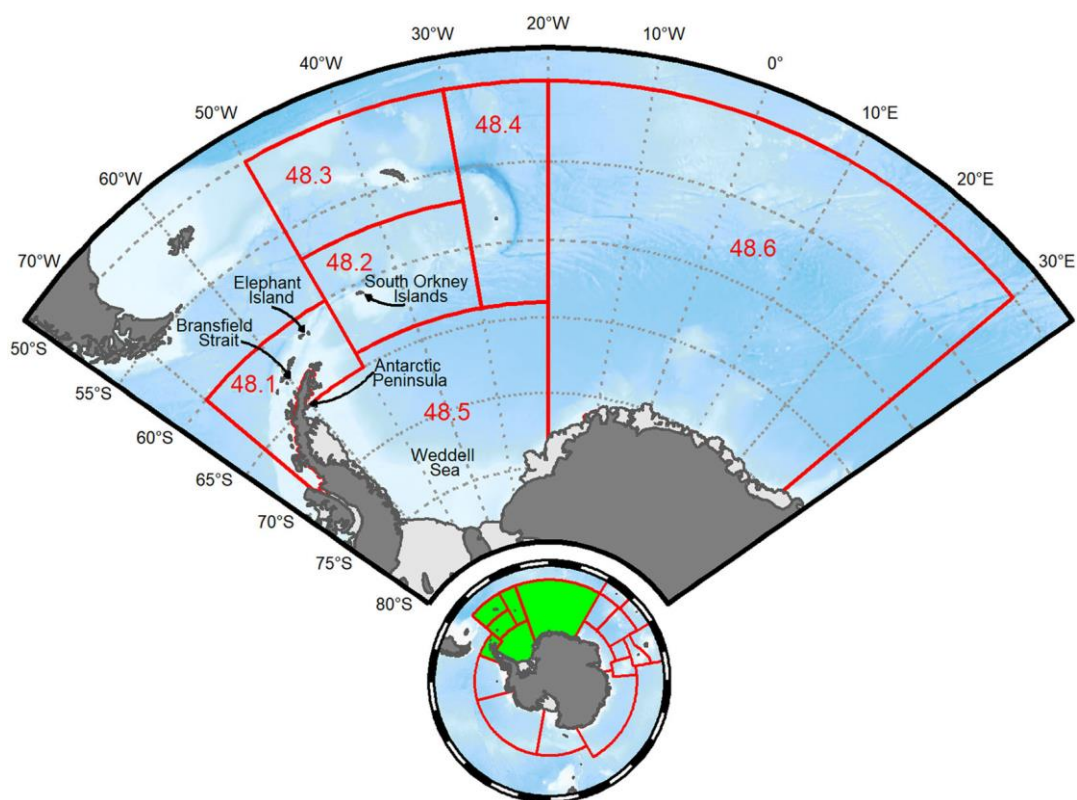 20°W
30°W
10°W
40°W
0°
50°W
10°E
60°W
20°E
70°W
30°E
48.4
48.3
48.6
48.2
Elephant
Island
South Orkney
Islands
Bransfield
Strait
48.1
Antarctic
Peninsula
48.5
Weddell
Sea
50°S
55°S
60°S
65°S
70°S
75°S
80°S